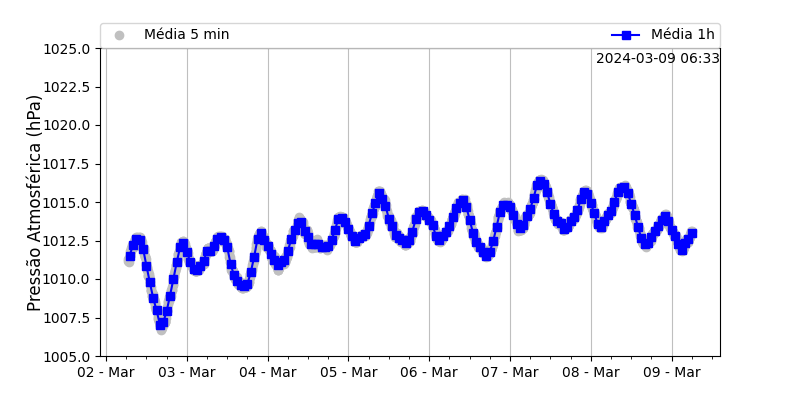 Média 5 min
Média 1h
2024-03-09 06:33
Pressão Atmosférica (hPa)
1025.0
1022.5
1020.0
1017.5
1015.0
1012.5
1010.0
1007.5
1005.0
02 - Mar
03 - Mar
04 - Mar
05 - Mar
06 - Mar
07 - Mar
08 - Mar
09 - Mar